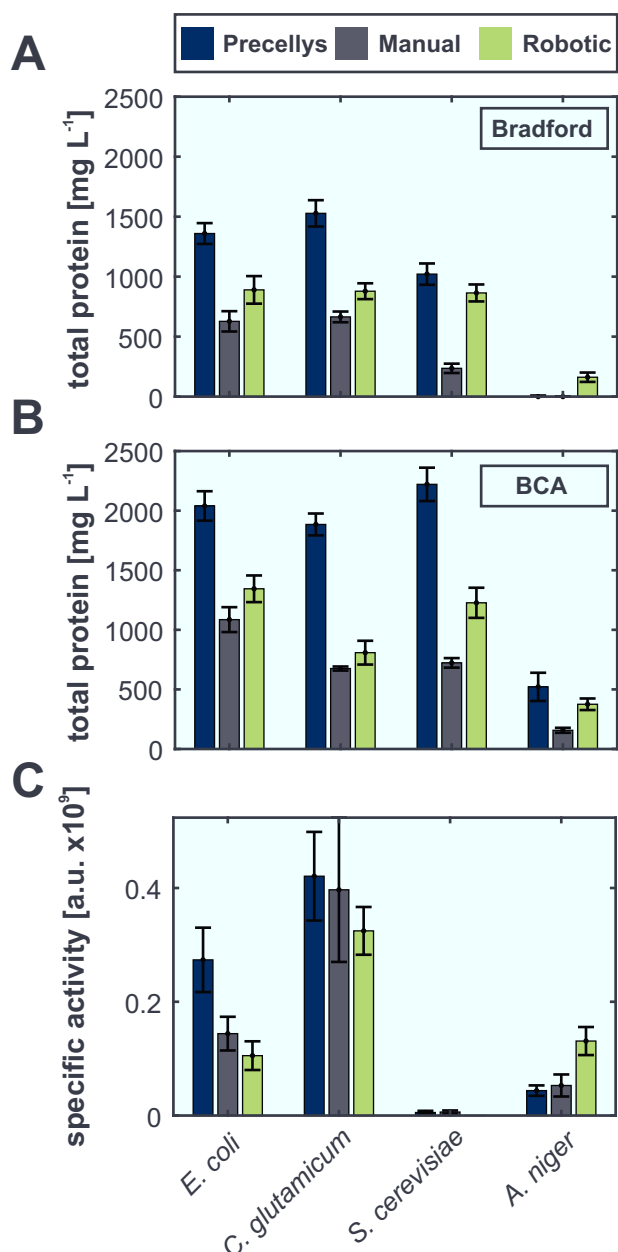 A
Precellys Manual Robotic
total protein [mg L⁻¹]
2500
2000
1500
1000
500
0
Bradford
B
total protein [mg L⁻¹]
2500
2000
1500
1000
500
0
BCA
C
specific activity [a.u. x10⁹]
0.4
0.2
0
E. coli
C. glutamicum
S. cerevisiae
A. niger